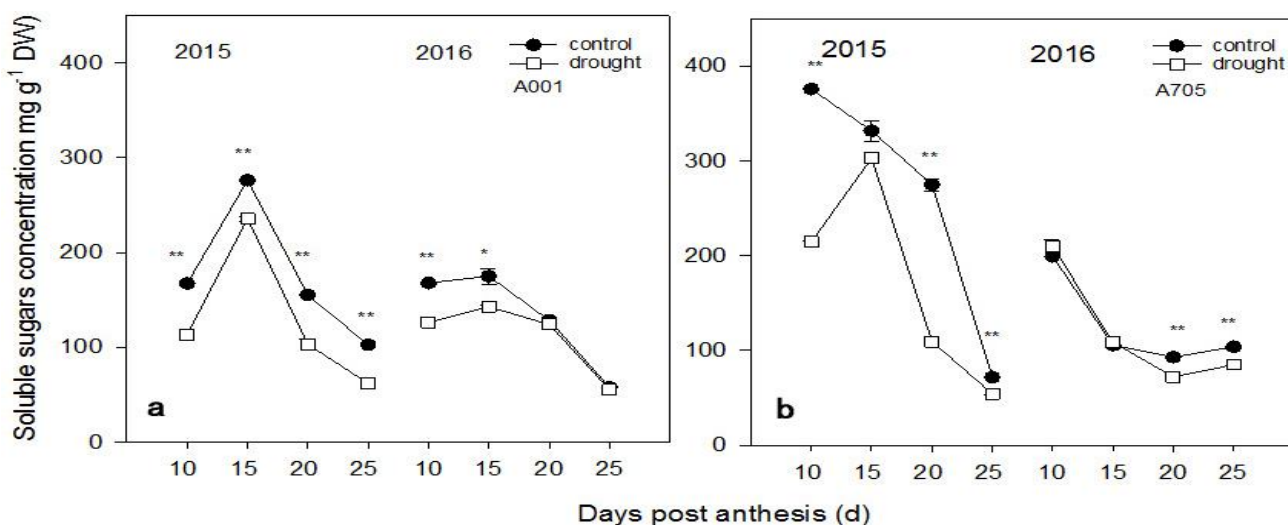 Soluble sugars concentration mg g-1 DW)
400
300
200
100
0
2015
2016
control
drought
A001
**
**
**
**
**
*
a
10 15 20 25 10 15 20 25
400
300
200
100
0
2015
2016
control
drought
A705
**
**
**
**
**
b
10 15 20 25 10 15 20 25
Days post anthesis (d)